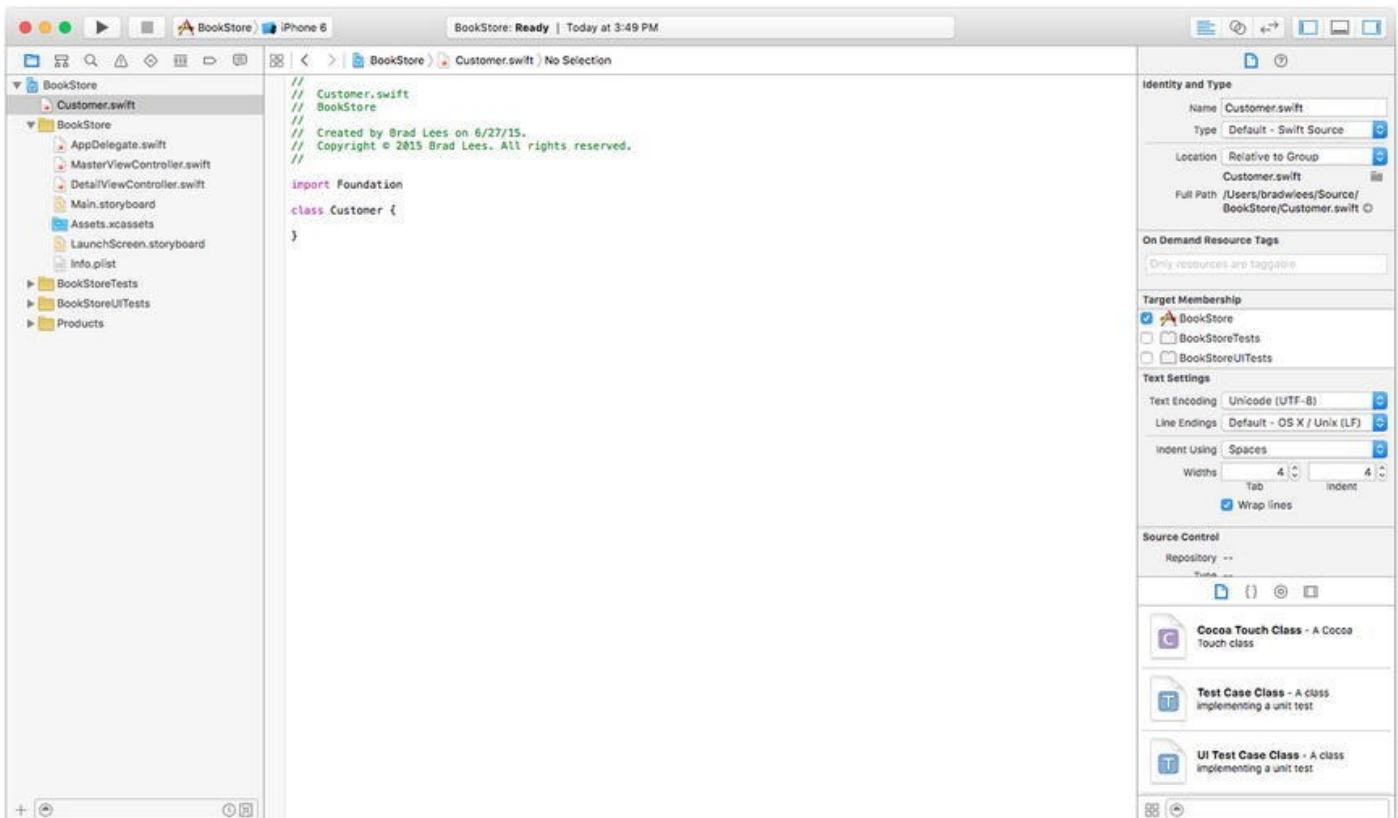 BookStore iPhone 6 BookStore: Ready | Today at 3:49 PM
BookStore Customer.swift No Selection
BookStore
Customer.swift
BookStore
AppDelegate.swift
MasterViewController.swift
DetailViewController.swift
Main.storyboard
Assets.xcassets
LaunchScreen.storyboard
Info.plist
BookStoreTests
BookStoreUITests
Products
//
// Customer.swift
// BookStore
//
// Created by Brad Lees on 6/27/15.
// Copyright © 2015 Brad Lees. All rights reserved.
//
import Foundation
class Customer {
}
Identity and Type
Name Customer.swift
Type Default - Swift Source
Location Relative to Group
Customer.swift
Full Path /Users/bradwlees/Source/
BookStore/Customer.swift
On Demand Resource Tags
Only resources are taggable
Target Membership
BookStore
BookStoreTests
BookStoreUITests
Text Settings
Text Encoding Unicode (UTF-8)
Line Endings Default - OS X / Unix (LF)
Indent Using Spaces
Widths 4 4
Tab Indent
Wrap lines
Source Control
Repository --
Type --
{}
C Cocoa Touch Class - A Cocoa
Touch class
T Test Case Class - A class
implementing a unit test
T UI Test Case Class - A class
implementing a unit test